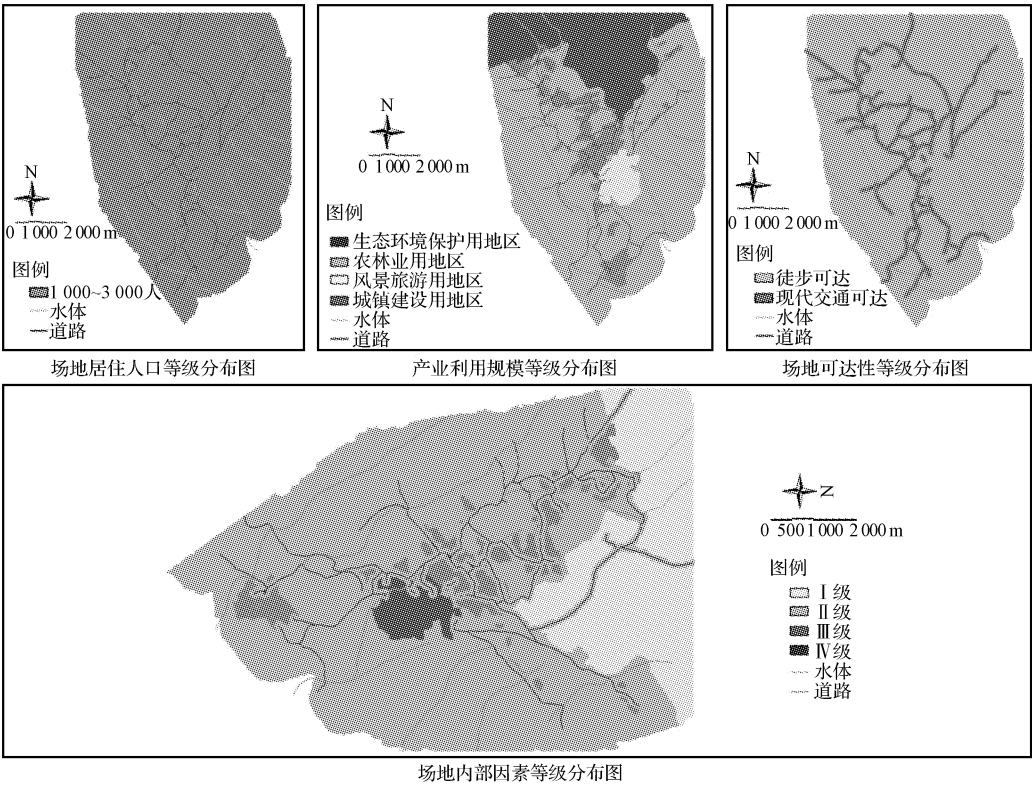 N
0 1 000 2 000 m
图例
1 000~3 000人
水体
道路
场地居住人口等级分布图
N
0 1 000 2 000 m
图例
生态环境保护用地区
农林业用地区
风景旅游用地区
城镇建设用地区
水体
道路
产业利用规模等级分布图
N
0 1 000 2 000 m
图例
徒步可达
现代交通可达
水体
道路
场地可达性等级分布图
N
0 500 1 000 2 000 m
图例
Ⅰ级
Ⅱ级
Ⅲ级
Ⅳ级
水体
道路
场地内部因素等级分布图